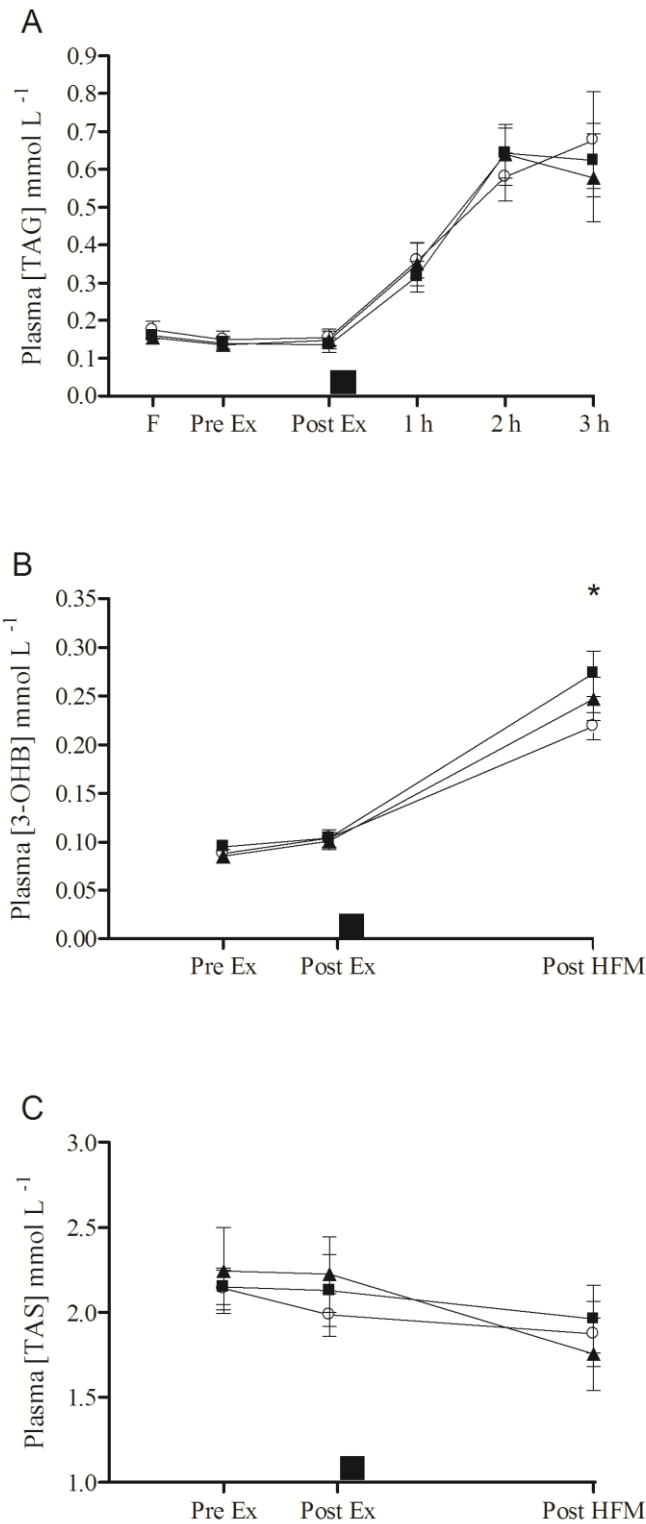 A
Plasma [TAG] mmol L -1
0.9
0.8
0.7
0.6
0.5
0.4
0.3
0.2
0.1
0.0
F Pre Ex Post Ex 1 h 2 h 3 h
B
Plasma [3-OHB] mmol L -1
*
0.35
0.30
0.25
0.20
0.15
0.10
0.05
0.00
Pre Ex Post Ex Post HFM
C
Plasma [TAS] mmol L -1
3.0
2.5
2.0
1.5
1.0
Pre Ex Post Ex Post HFM